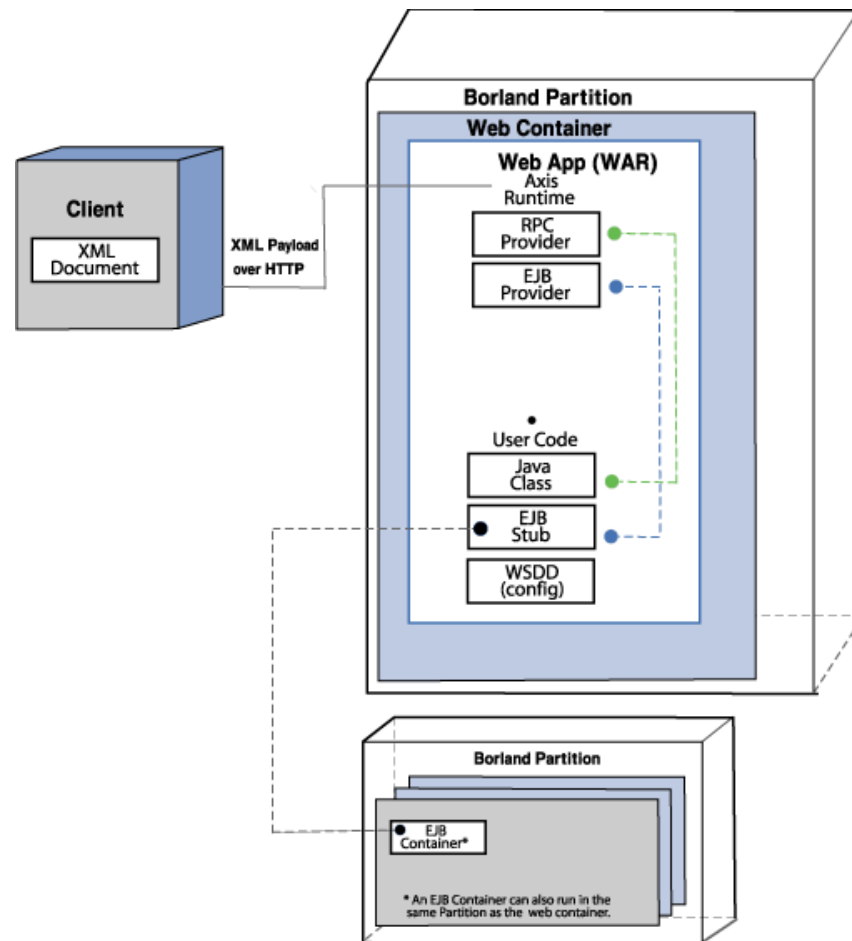 Borland Partition
Web Container
Web App (WAR)
Axis
Runtime
RPC
Provider
EJB
Provider
Client
XML
Document
XML Payload
over HTTP
User Code
Java
Class
EJB
Stub
WSDD
(config)
Borland Partition
EJB
Container*
* An EJB Container can also run in the
same Partition as the web container.